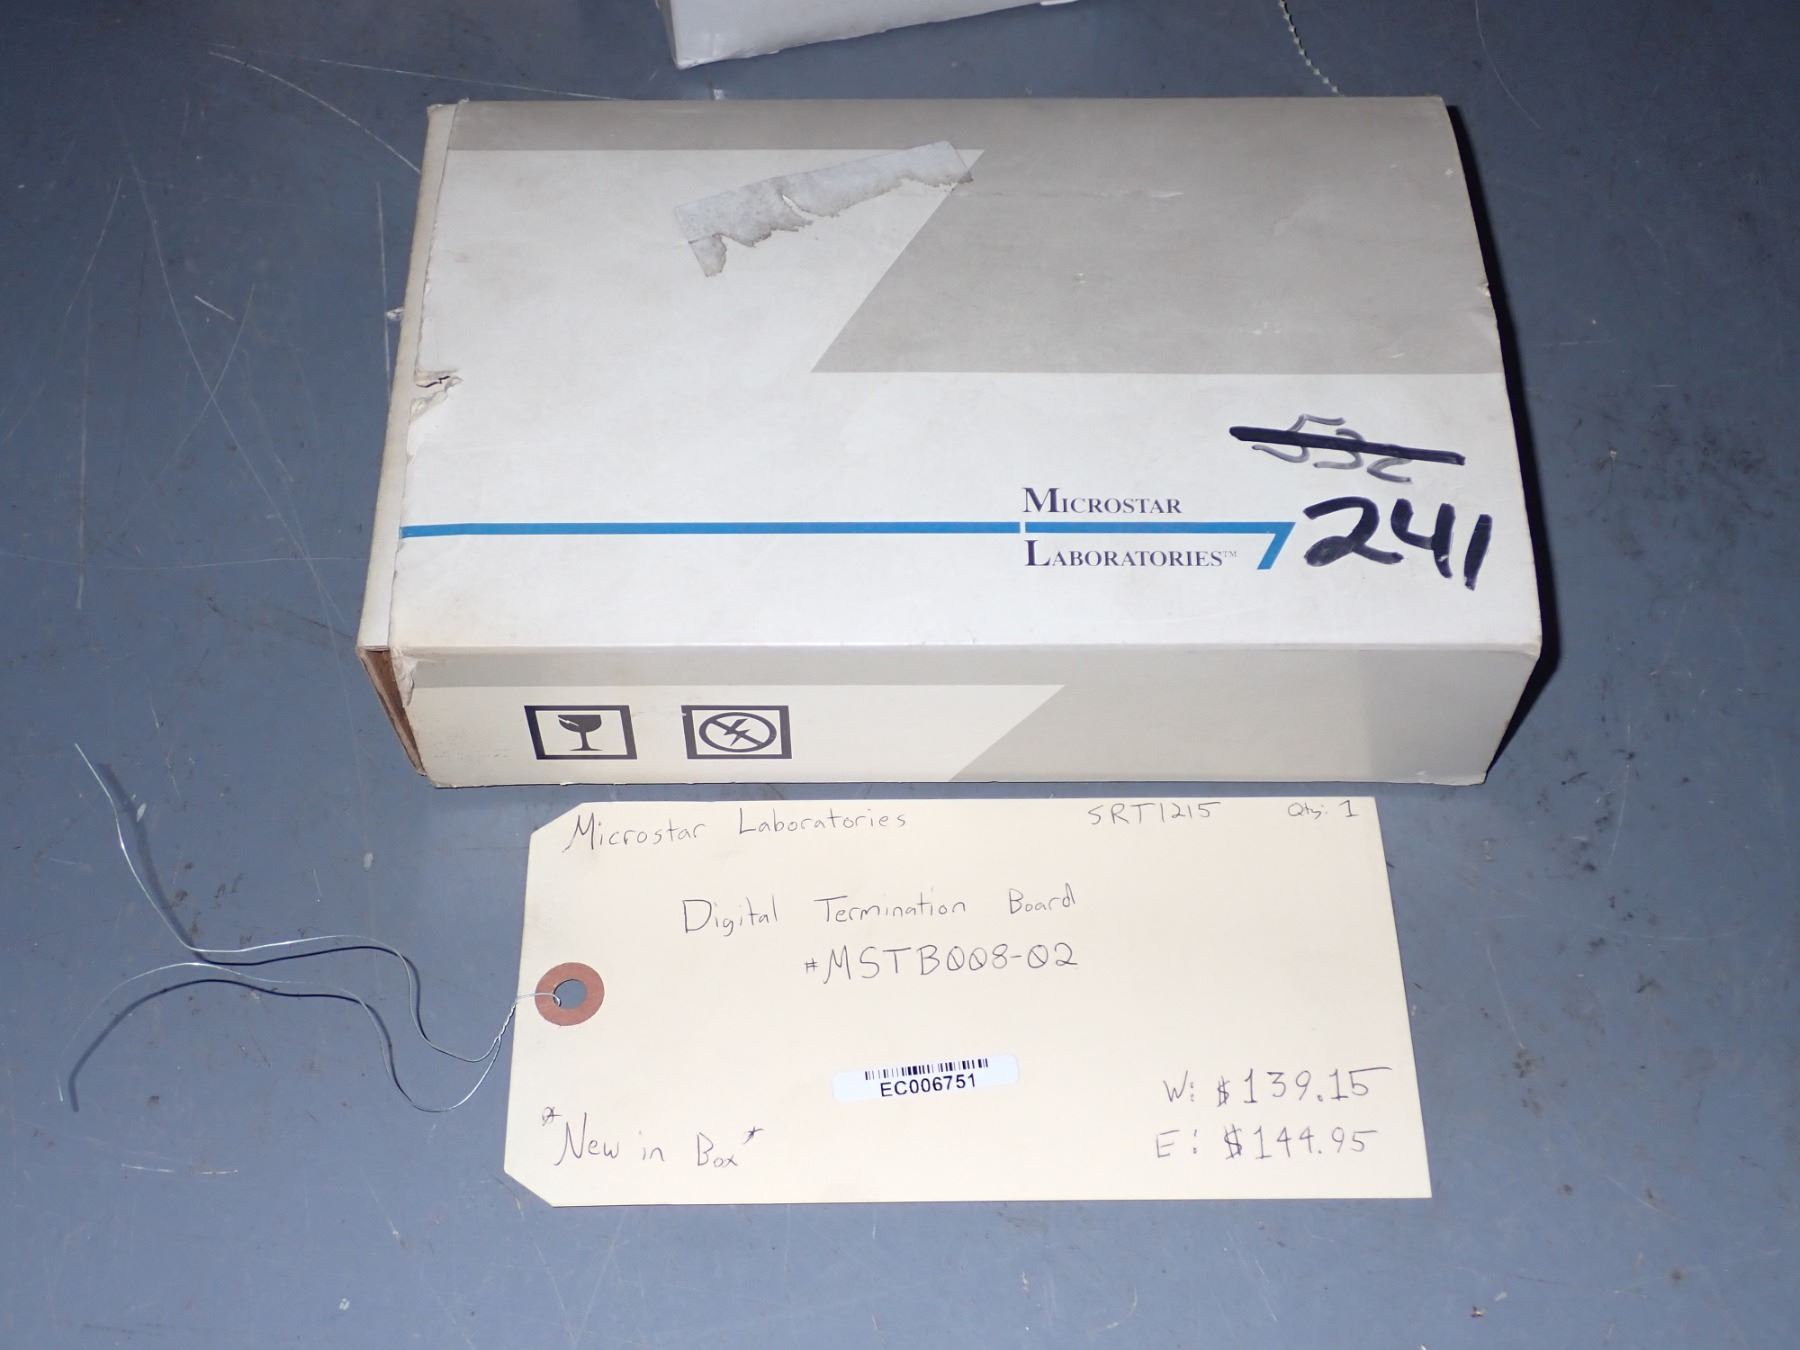 532
MICROSTAR
LABORATORIES™
241
Microstar Laboratories SRT1215 Qty: 1
Digital Termination Board
#MSTB008-02
EC006751
W: $139.15
E: $144.95
*New in Box*